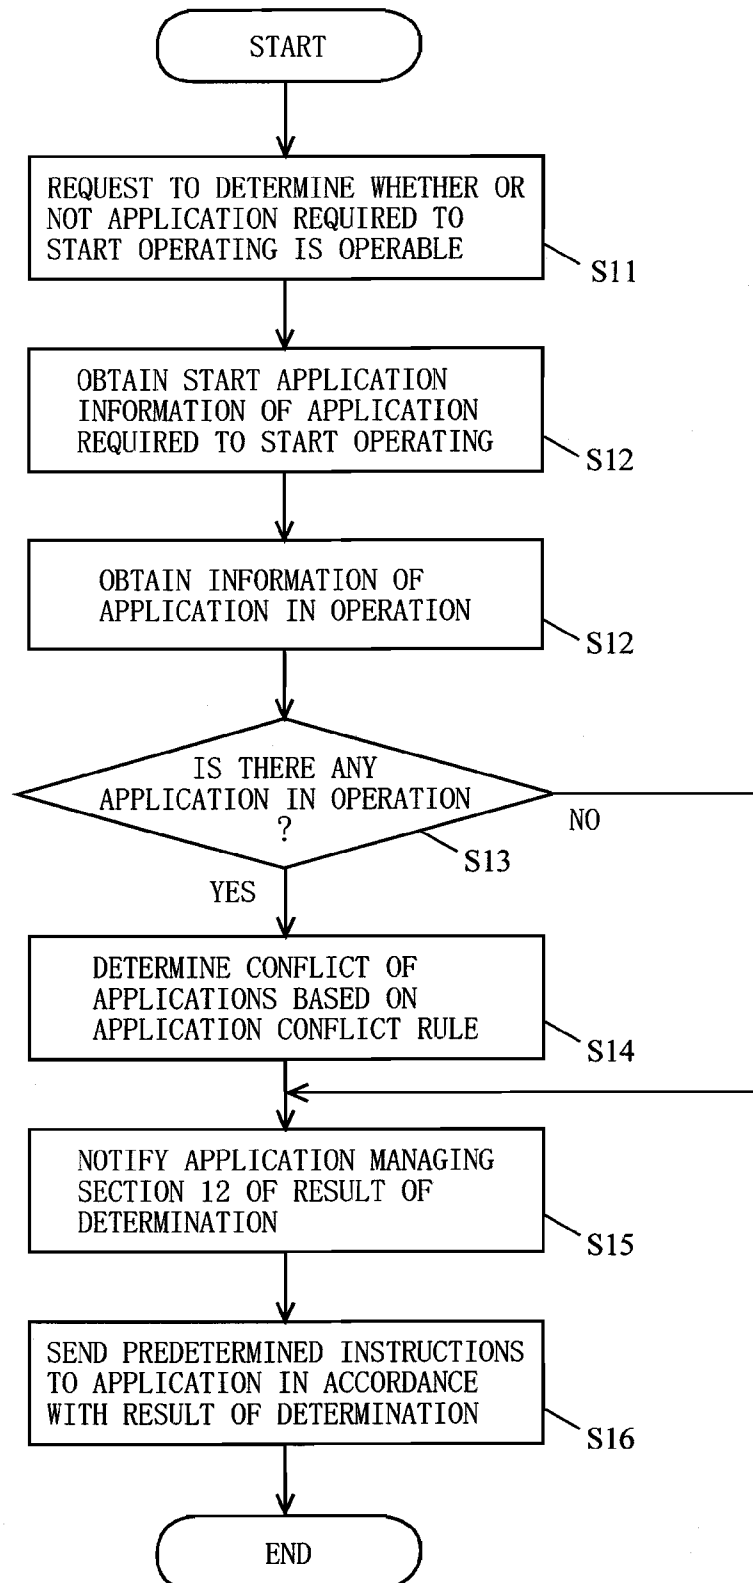 START
REQUEST TO DETERMINE WHETHER OR
NOT APPLICATION REQUIRED TO
START OPERATING IS OPERABLE
S11
OBTAIN START APPLICATION
INFORMATION OF APPLICATION
REQUIRED TO START OPERATING
S12
OBTAIN INFORMATION OF
APPLICATION IN OPERATION
S12
IS THERE ANY
APPLICATION IN OPERATION
?
NO
S13
YES
DETERMINE CONFLICT OF
APPLICATIONS BASED ON
APPLICATION CONFLICT RULE
S14
NOTIFY APPLICATION MANAGING
SECTION 12 OF RESULT OF
DETERMINATION
S15
SEND PREDETERMINED INSTRUCTIONS
TO APPLICATION IN ACCORDANCE
WITH RESULT OF DETERMINATION
S16
END